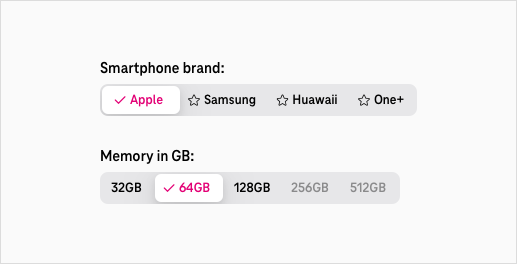 Smartphone brand:
Apple Samsung Huawaii One+
Memory in GB:
32GB 64GB 128GB 256GB 512GB